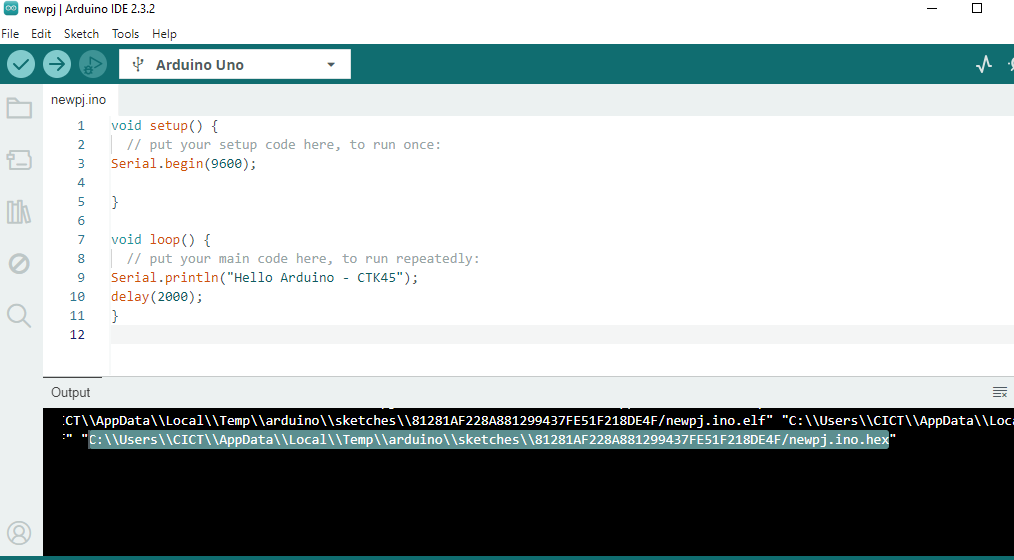 newpj | Arduino IDE 2.3.2
File Edit Sketch Tools Help
Arduino Uno
newpj.ino
1 void setup() {
2 // put your setup code here, to run once:
3 Serial.begin(9600);
4
5 }
6
7 void loop() {
8 // put your main code here, to run repeatedly:
9 Serial.println("Hello Arduino - CTK45");
10 delay(2000);
11 }
12
Output
ICT\\AppData\\Local\\Temp\\arduino\\sketches\\81281AF228A881299437FE51F218DE4F/newpj.ino.elf" "C:\\Users\\CICT\\AppData\\Loca
" "C:\\Users\\CICT\\AppData\\Local\\Temp\\arduino\\sketches\\81281AF228A881299437FE51F218DE4F/newpj.ino.hex"